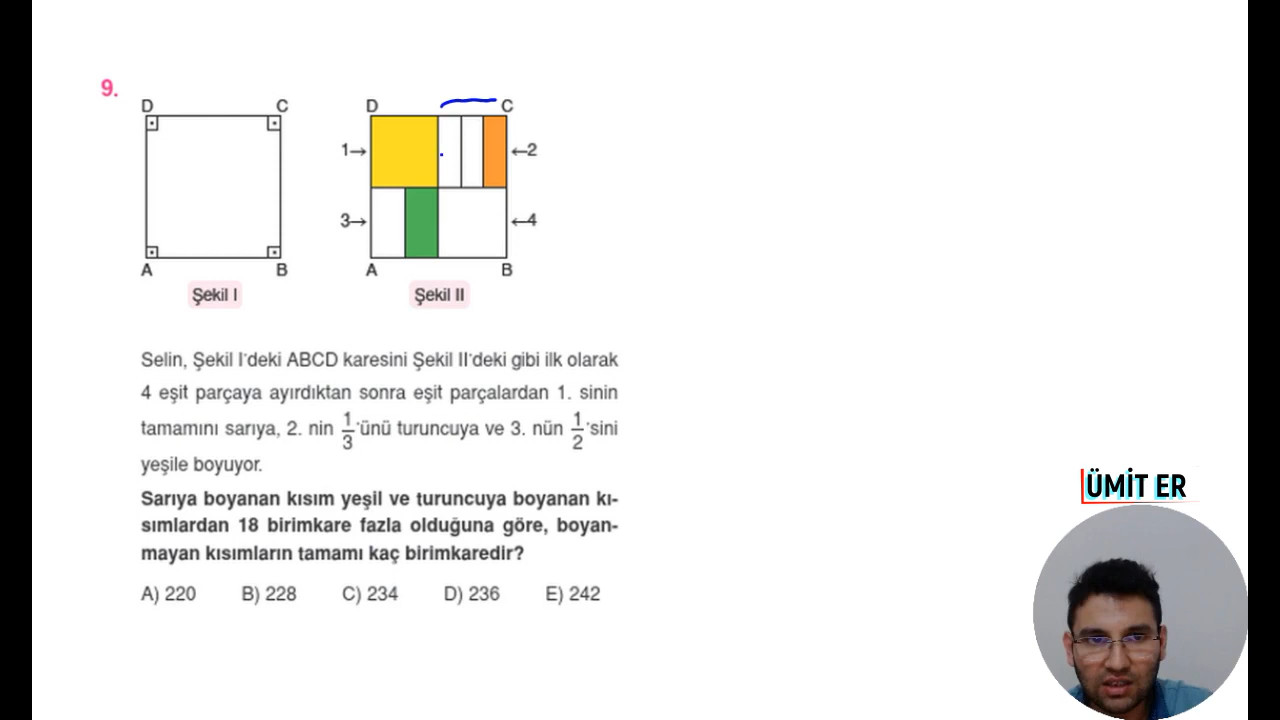 9.
D C D C
1→ ←2
3→ ←4
A B A B
Şekil I Şekil II
Selin, Şekil I'deki ABCD karesini Şekil II'deki gibi ilk olarak
4 eşit parçaya ayırdıktan sonra eşit parçalardan 1. sinin
tamamını sarıya, 2. nin 1/3'ünü turuncuya ve 3. nün 1/2'sini
yeşile boyuyor.
Sarıya boyanan kısım yeşil ve turuncuya boyanan kı-
sımlardan 18 birimkare fazla olduğuna göre, boyan-
mayan kısımların tamamı kaç birimkaredir?
A) 220 B) 228 C) 234 D) 236 E) 242
ÜMİT ER